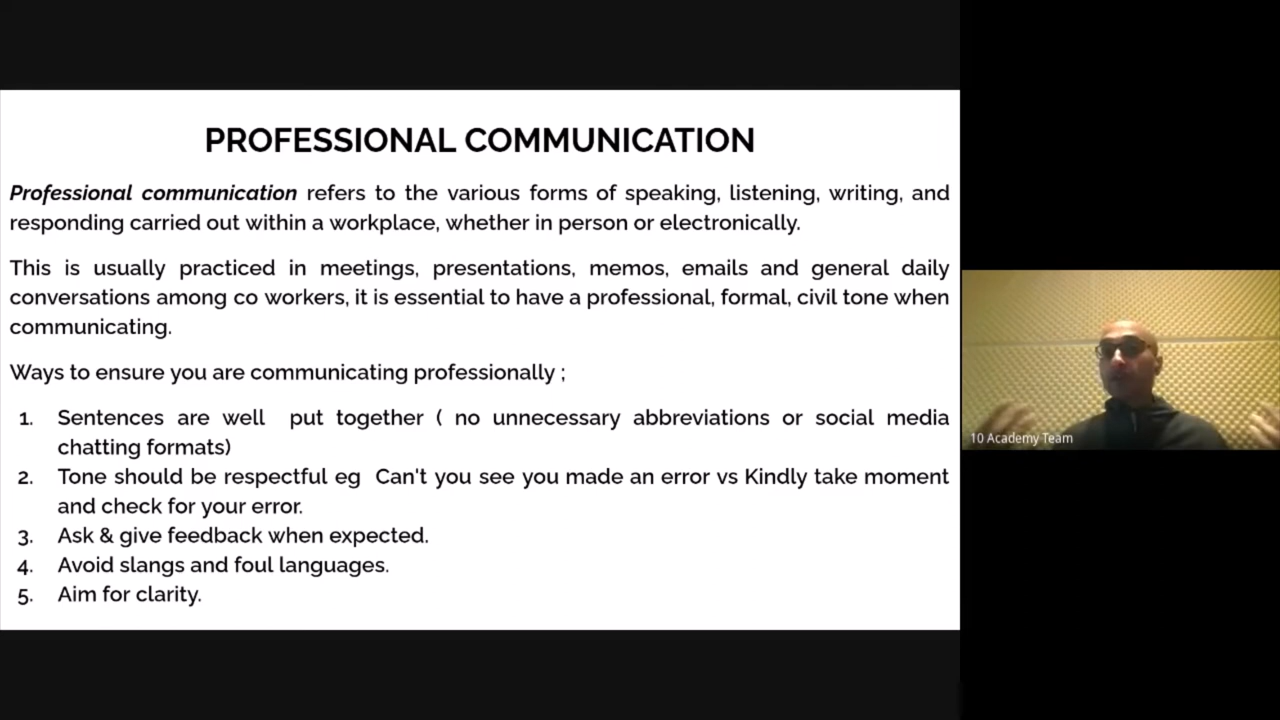 PROFESSIONAL COMMUNICATION
Professional communication refers to the various forms of speaking, listening, writing, and
responding carried out within a workplace, whether in person or electronically.
This is usually practiced in meetings, presentations, memos, emails and general daily
conversations among co workers, it is essential to have a professional, formal, civil tone when
communicating.
Ways to ensure you are communicating professionally ;
1. Sentences are well put together ( no unnecessary abbreviations or social media
chatting formats)
2. Tone should be respectful eg Can't you see you made an error vs Kindly take moment
and check for your error.
3. Ask & give feedback when expected.
4. Avoid slangs and foul languages.
5. Aim for clarity.
10 Academy Team